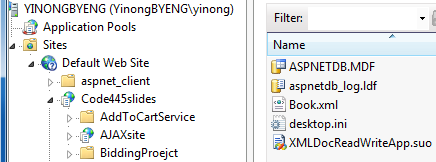 YINONGBYENG (YinongBYENG\yinong)
Application Pools
Sites
Default Web Site
aspnet_client
Code445slides
AddToCartService
AJAXsite
BiddingProejct
Filter:
Name
ASPNETDB.MDF
aspnetdb_log.ldf
Book.xml
desktop.ini
XMLDocReadWriteApp.suo